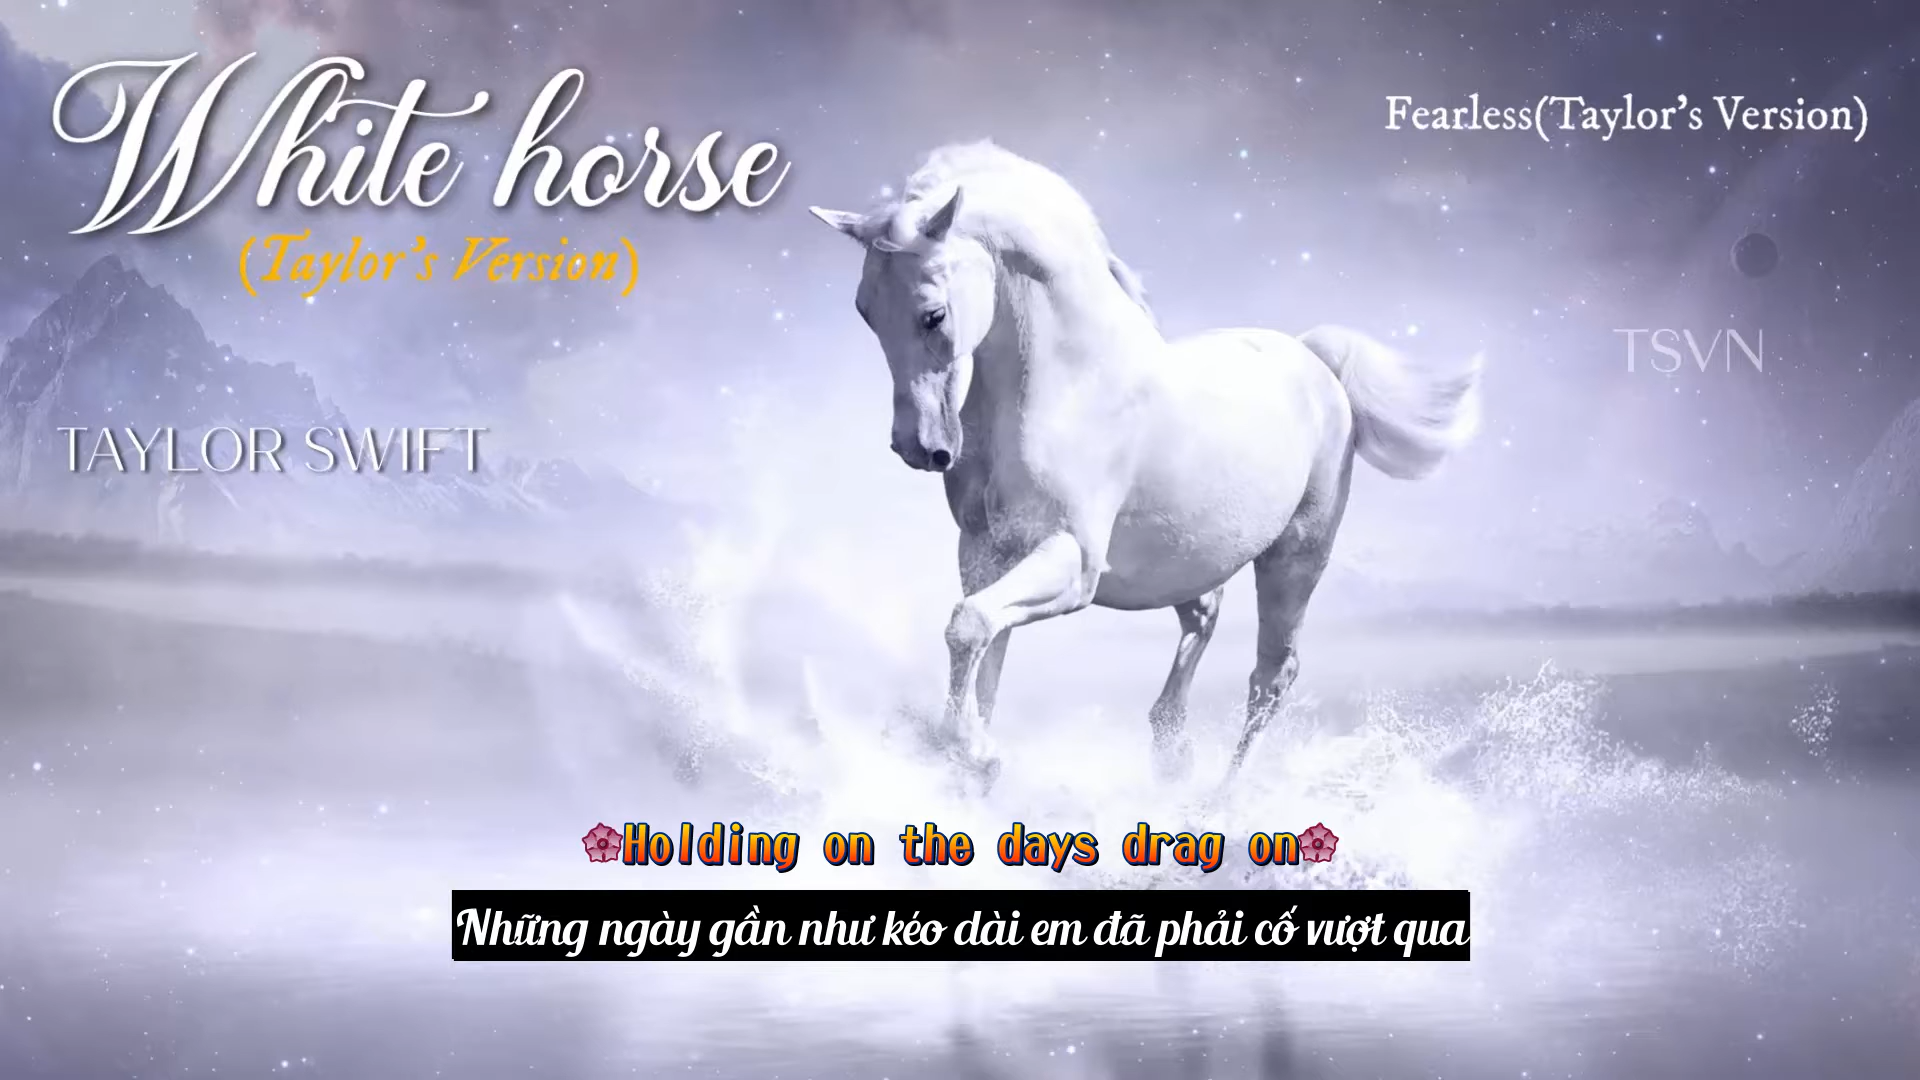 White horse
(Taylor's Version)
Fearless(Taylor's Version)
TSVN
TAYLOR SWIFT
Holding on the days drag on
Những ngày gần như kéo dài em đã phải cố vượt qua